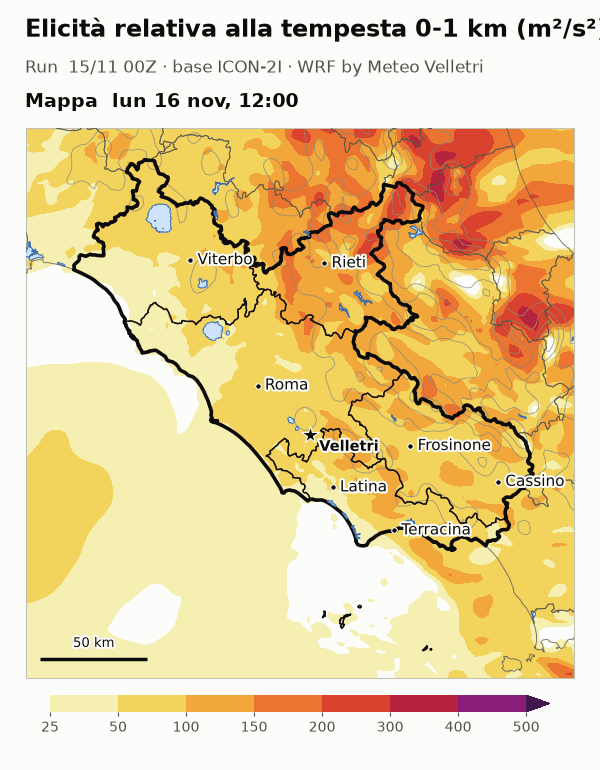 Elicità relativa alla tempesta 0-1 km (m²/s²)
Run  15/11 00Z · base ICON-2I · WRF by Meteo Velletri
Mappa  lun 16 nov, 12:00
Viterbo
Rieti
Roma
Velletri
Frosinone
Latina
Cassino
Terracina
50 km
25 50 100 150 200 300 400 500